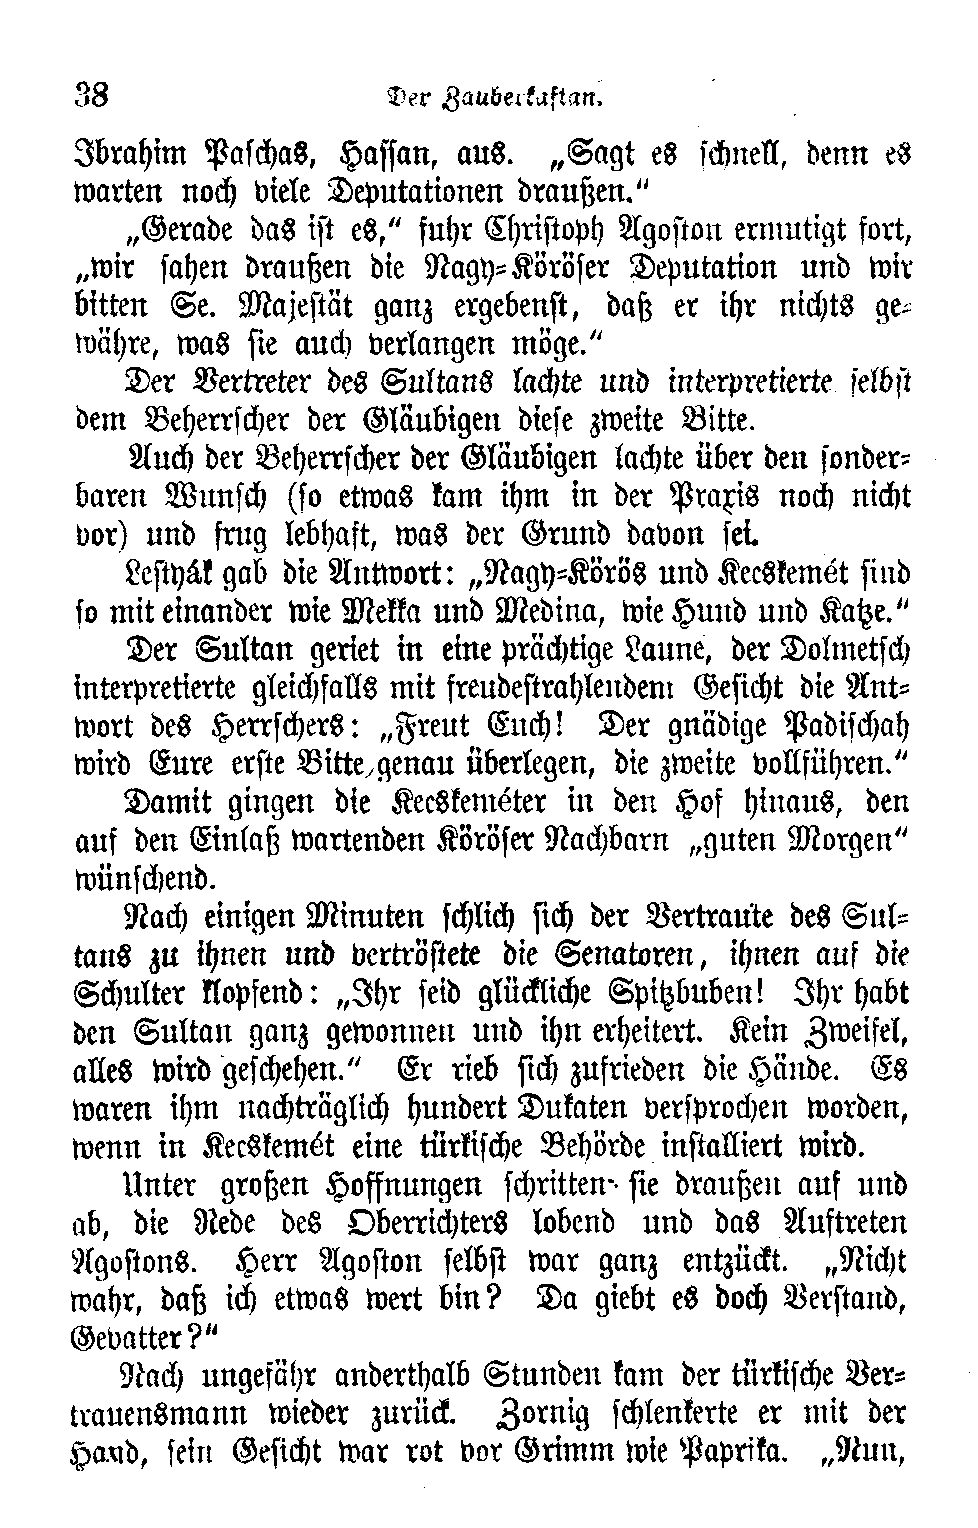 38 Der Zauberkaftan.
Ibrahim Paschas, Hassan, aus. „Sagt es schnell, denn es
warten noch viele Deputationen draußen."
„Gerade das ist es," fuhr Christoph Agoston ermutigt fort,
„wir sahen draußen die Nagy-Köröser Deputation und wir
bitten Se. Majestät ganz ergebenst, daß er ihr nichts ge-
währe, was sie auch verlangen möge."
Der Vertreter des Sultans lachte und interpretierte selbst
dem Beherrscher der Gläubigen diese zweite Bitte.
Auch der Beherrscher der Gläubigen lachte über den sonder-
baren Wunsch (so etwas kam ihm in der Praxis noch nicht
vor) und frug lebhaft, was der Grund davon sei.
Lestyák gab die Antwort: „Nagy-Körös und Kecskemét sind
so mit einander wie Mekka und Medina, wie Hund und Katze."
Der Sultan geriet in eine prächtige Laune, der Dolmetsch
interpretierte gleichfalls mit freudestrahlendem Gesicht die Ant-
wort des Herrschers: „Freut Euch! Der gnädige Padischah
wird Eure erste Bitte genau überlegen, die zweite vollführen."
Damit gingen die Kecskeméter in den Hof hinaus, den
auf den Einlaß wartenden Köröser Nachbarn „guten Morgen"
wünschend.
Nach einigen Minuten schlich sich der Vertraute des Sul-
tans zu ihnen und vertröstete die Senatoren, ihnen auf die
Schulter klopfend: „Ihr seid glückliche Spitzbuben! Ihr habt
den Sultan ganz gewonnen und ihn erheitert. Kein Zweifel,
alles wird geschehen." Er rieb sich zufrieden die Hände. Es
waren ihm nachträglich hundert Dukaten versprochen worden,
wenn in Kecskemét eine türkische Behörde installiert wird.
Unter großen Hoffnungen schritten sie draußen auf und
ab, die Rede des Oberrichters lobend und das Auftreten
Agostons. Herr Agoston selbst war ganz entzückt. „Nicht
wahr, daß ich etwas wert bin? Da giebt es doch Verstand,
Gevatter?"
Nach ungefähr anderthalb Stunden kam der türkische Ver-
trauensmann wieder zurück. Zornig schlenkerte er mit der
Hand, sein Gesicht war rot vor Grimm wie Paprika. „Nun,